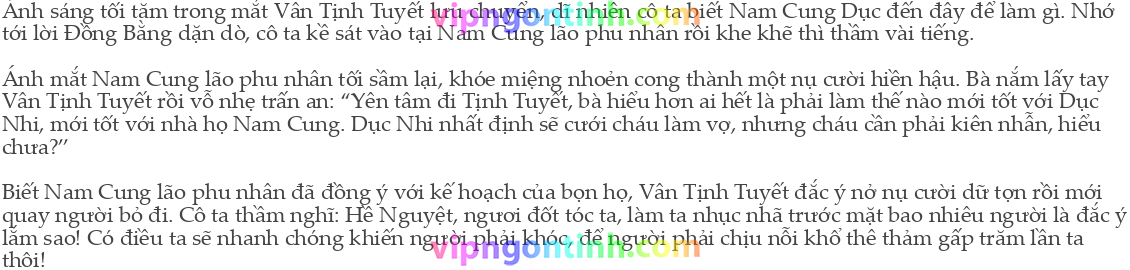 Ánh sáng tối tăm trong mắt Vân Tịnh Tuyết lưu chuyển, dĩ nhiên cô ta biết Nam Cung Dục đến đây để làm gì. Nhớ
tới lời Đồng Bằng dặn dò, cô ta kề sát vào tại Nam Cung lão phu nhân rồi khe khẽ thì thầm vài tiếng.
Ánh mắt Nam Cung lão phu nhân tối sầm lại, khóe miệng nhoẻn cong thành một nụ cười hiền hậu. Bà nắm lấy tay
Vân Tịnh Tuyết rồi vỗ nhẹ trấn an: “Yên tâm đi Tịnh Tuyết, bà hiểu hơn ai hết là phải làm thế nào mới tốt với Dục
Nhi, mới tốt với nhà họ Nam Cung. Dục Nhi nhất định sẽ cưới cháu làm vợ, nhưng cháu cần phải kiên nhẫn, hiểu
chưa?”
Biết Nam Cung lão phu nhân đã đồng ý với kế hoạch của bọn họ, Vân Tịnh Tuyết đắc ý nở nụ cười dữ tợn rồi mới
quay người bỏ đi. Cô ta thầm nghĩ: Hề Nguyệt, ngươi đốt tóc ta, làm ta nhục nhã trước mặt bao nhiêu người là đắc ý
lắm sao! Có điều ta sẽ nhanh chóng khiến người phải khóc, để người phải chịu nỗi khổ thê thảm gấp trăm lần ta
thôi!
vipngontinh.com
vipngontinh.com